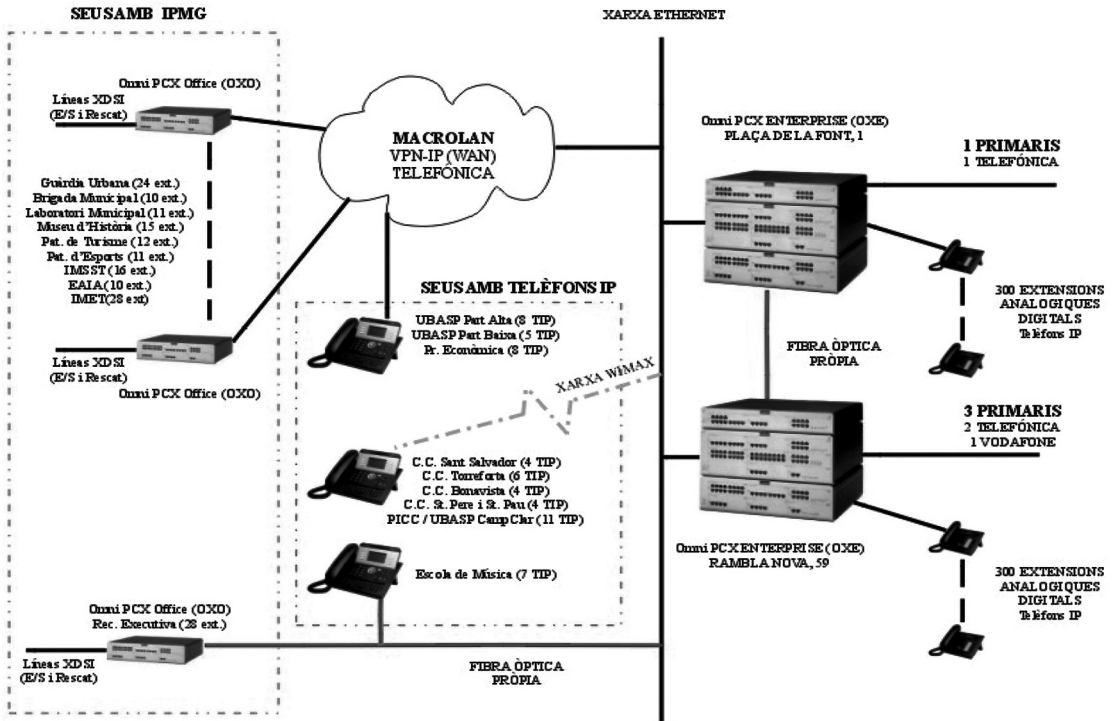 SEUS AMB IPMG
XARXA ETHERNET
Omni PCX Office (OXO)
Líneas XDSI
(E/S i Rescat)
MACROLAN
VPN-IP (WAN)
TELEFÓNICA
Omni PCX ENTERPRISE (OXE)
PLAÇA DE LA FONT, 1
1 PRIMARIS
1 TELEFÓNICA
Guàrdia Urbana (24 ext.)
Brigada Municipal (10 ext.)
Laboratori Municipal (11 ext.)
Museu d'Història (15 ext.)
Pat. de Turisme (12 ext.)
Pat. d'Esports (11 ext.)
IMSST (16 ext.)
EAIA (10 ext.)
IMET(28 ext)
SEUS AMB TELÈFONS IP
UBASP Part Alta (8 TIP)
UBASP Part Baixa (5 TIP)
Pr. Econòmica (8 TIP)
300 EXTENSIONS
ANALOGIQUES
DIGITALS
Telèfons IP
FIBRA ÒPTICA
PRÒPIA
Líneas XDSI
(E/S i Rescat)
Omni PCX Office (OXO)
XARXA WIMAX
3 PRIMARIS
2 TELEFÓNICA
1 VODAFONE
C.C. Sant Salvador (4 TIP)
C.C. Torreforta (6 TIP)
C.C. Bonavista (4 TIP)
C.C. St. Pere i St. Pau (4 TIP)
PICC / UBASP Camp Clar (11 TIP)
Omni PCX ENTERPRISE (OXE)
RAMBLA NOVA, 59
Escola de Música (7 TIP)
300 EXTENSIONS
ANALOGIQUES
DIGITALS
Telèfons IP
Omni PCX Office (OXO)
Rec. Executiva (28 ext.)
Líneas XDSI
(E/S i Rescat)
FIBRA ÒPTICA
PRÒPIA